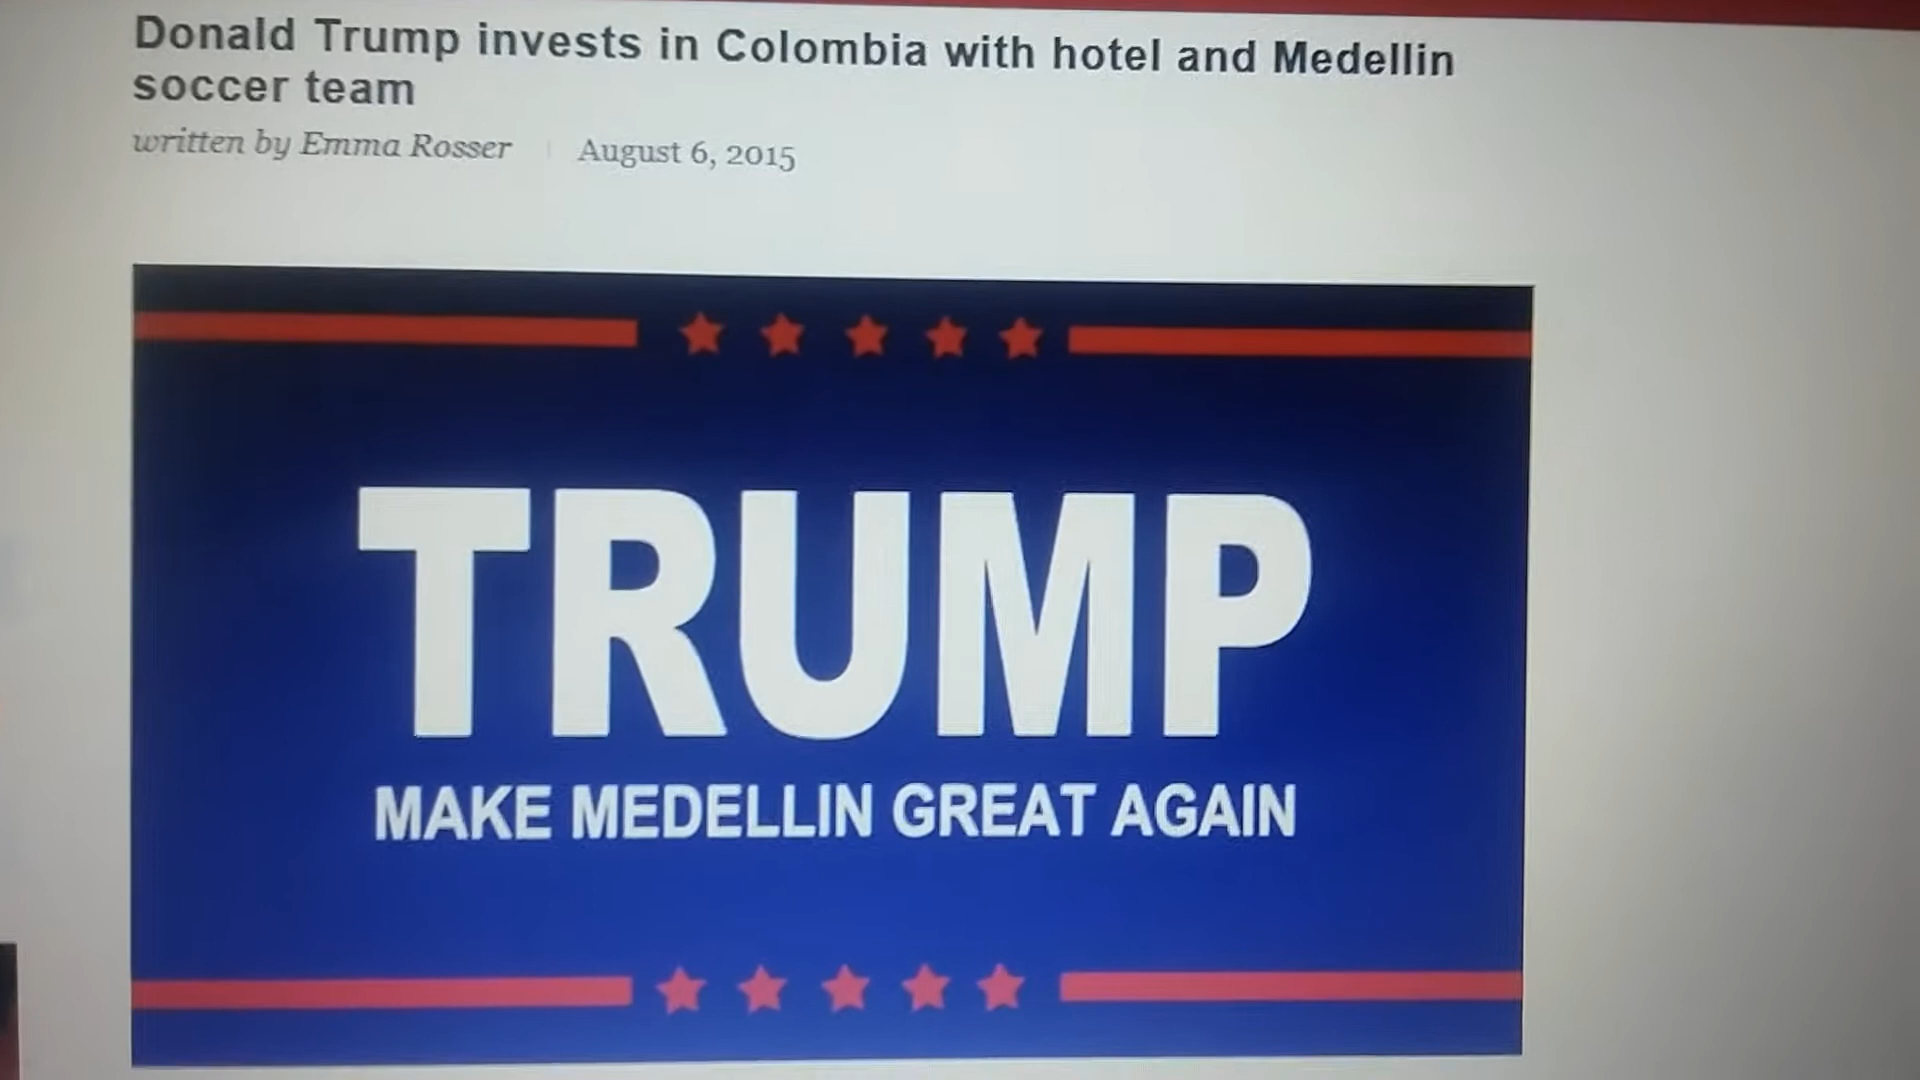 Donald Trump invests in Colombia with hotel and Medellin
soccer team
written by Emma Rosser | August 6, 2015
TRUMP
MAKE MEDELLIN GREAT AGAIN